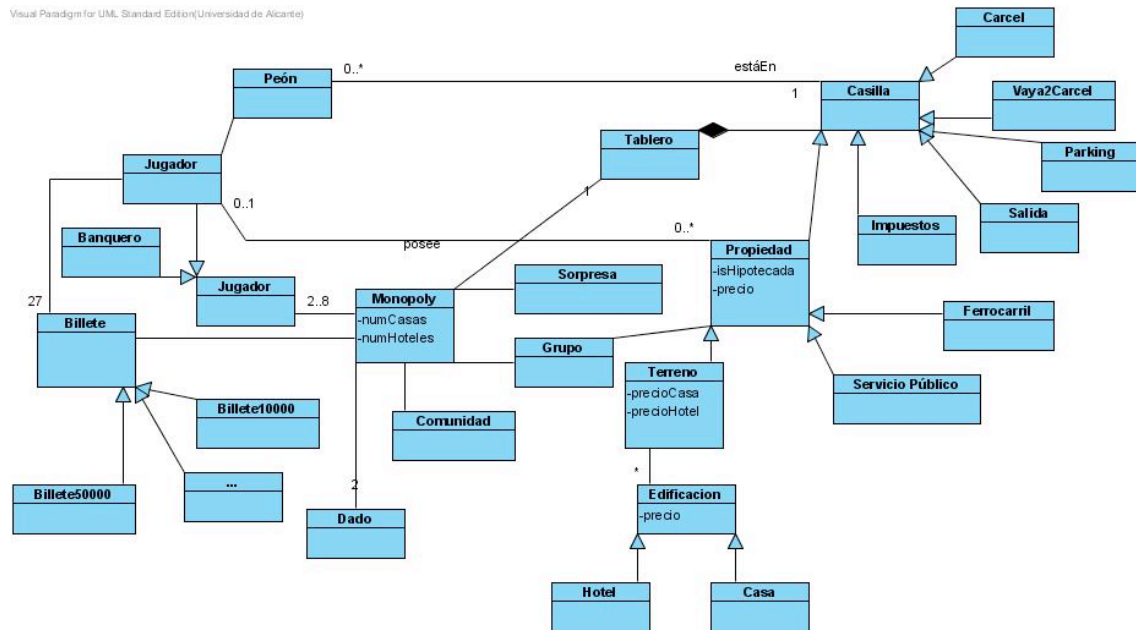 Visual Paradigm for UML Standard Edition(Universidad de Alicante)
Carcel
Peón
0..*
estáEn
1
Casilla
Vaya2Carcel
Tablero
Parking
Jugador
1
Salida
0..1
Impuestos
Banquero
posee
0..*
Propiedad
-isHipotecada
-precio
Sorpresa
Jugador
2..8
Monopoly
-numCasas
-numHoteles
27
Billete
Ferrocarril
Grupo
Terreno
-precioCasa
-precioHotel
Servicio Público
Billete10000
Comunidad
...
*
Billete50000
2
Edificacion
-precio
Dado
Hotel
Casa